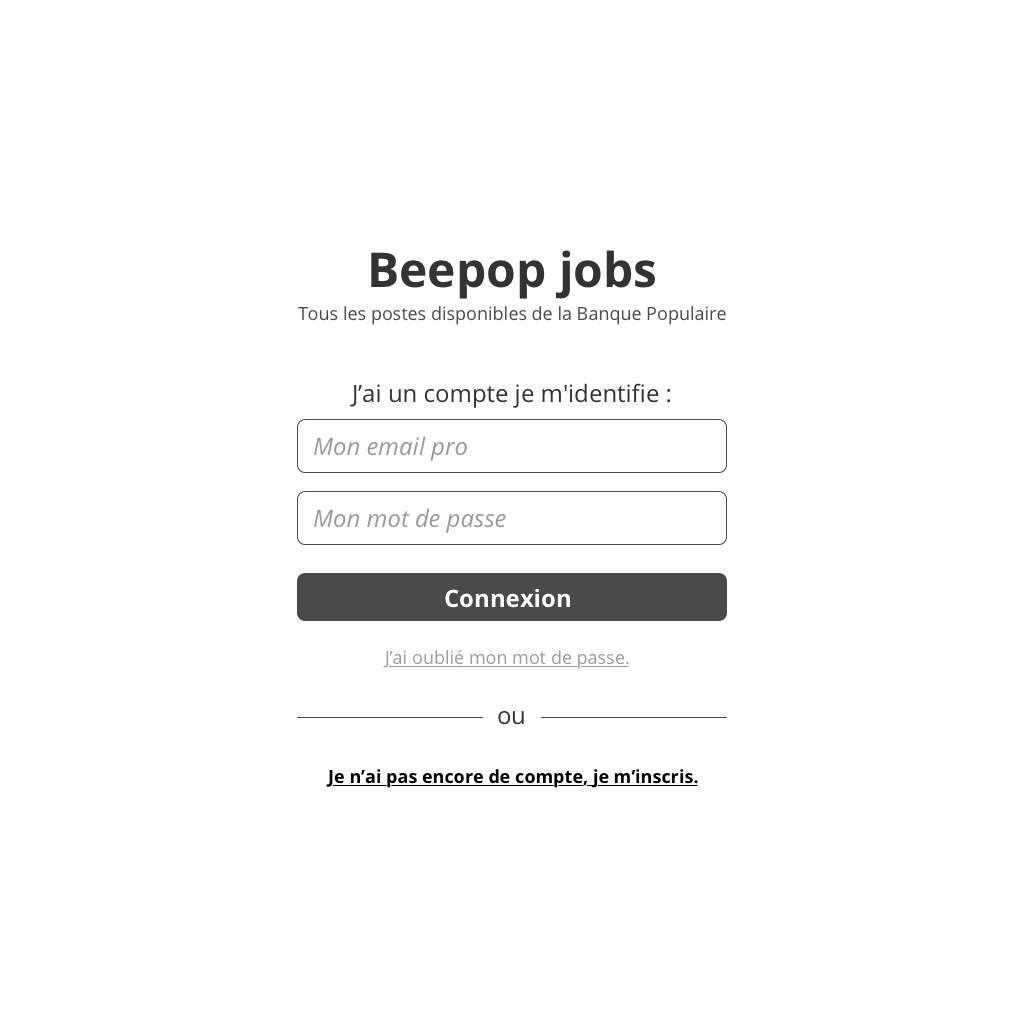 Beepop jobs
Tous les postes disponibles de la Banque Populaire
J’ai un compte je m'identifie :
Mon email pro
Mon mot de passe
Connexion
J’ai oublié mon mot de passe.
ou
Je n’ai pas encore de compte, je m’inscris.